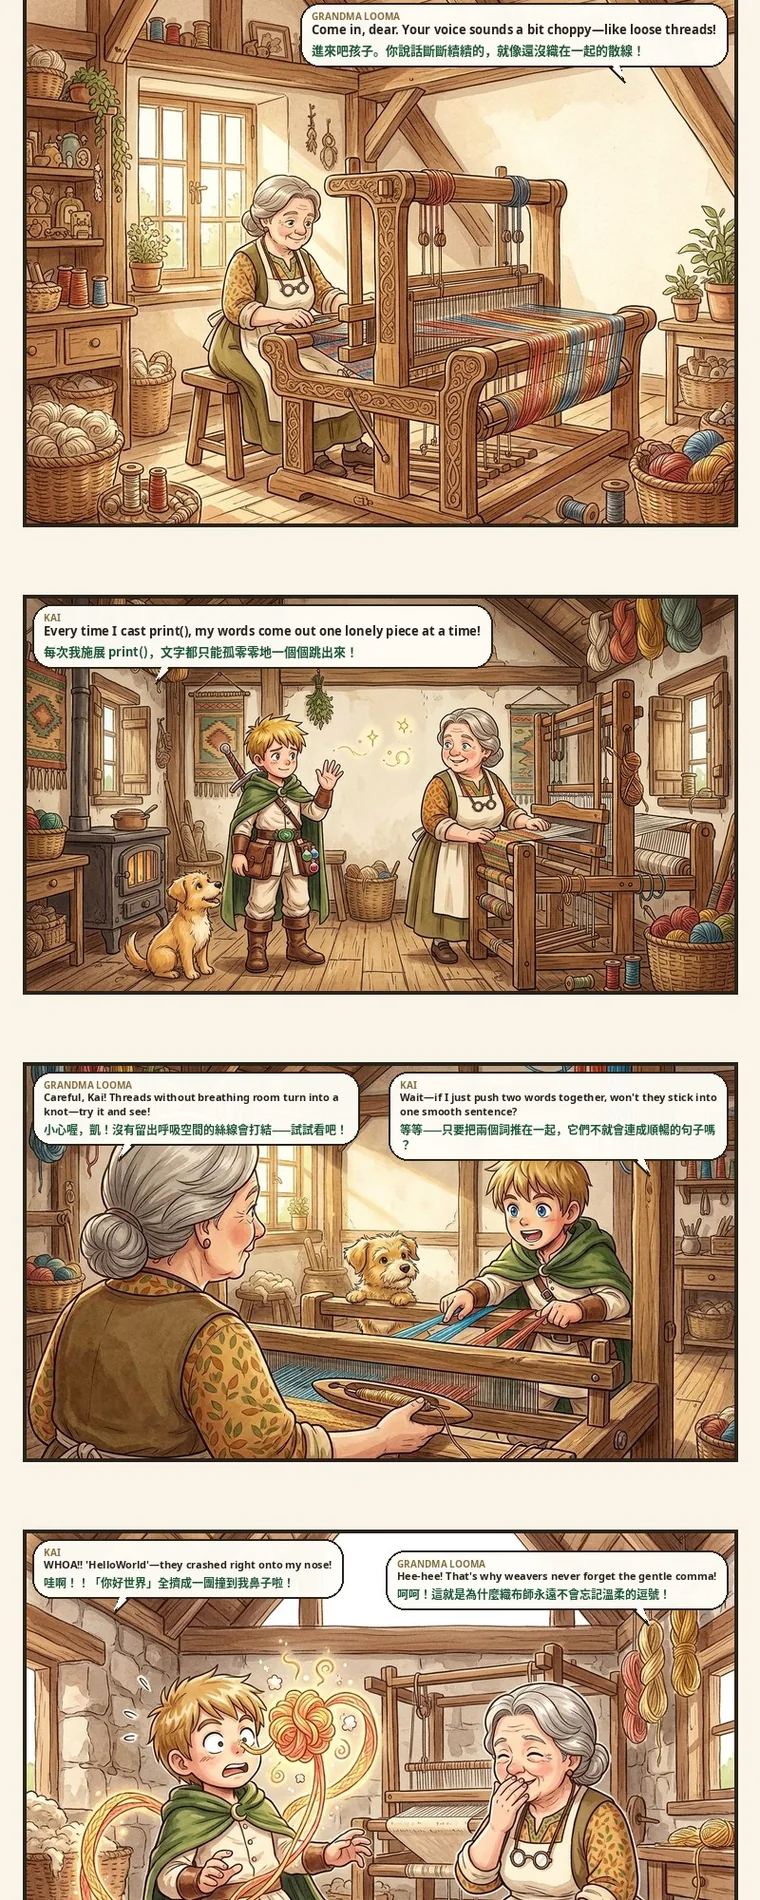 GRANDMA LOOMA
Come in, dear. Your voice sounds a bit choppy—like loose threads!
進來吧孩子。你說話斷斷續續的，就像還沒織在一起的散線！
KAI
Every time I cast print(), my words come out one lonely piece at a time!
每次我施展 print()，文字都只能孤零零地一個個跳出來！
GRANDMA LOOMA
Careful, Kai! Threads without breathing room turn into a
knot—try it and see!
小心喔，凱！沒有留出呼吸空間的絲線會打結——試試看吧！
KAI
Wait—if I just push two words together, won't they stick into
one smooth sentence?
等等——只要把兩個詞推在一起，它們不就會連成順暢的句子嗎
？
KAI
WHOA!! 'HelloWorld'—they crashed right onto my nose!
哇啊！！「你好世界」全擠成一團撞到我鼻子啦！
GRANDMA LOOMA
Hee-hee! That's why weavers never forget the gentle comma!
呵呵！這就是為什麼織布師永遠不會忘記溫柔的逗號！